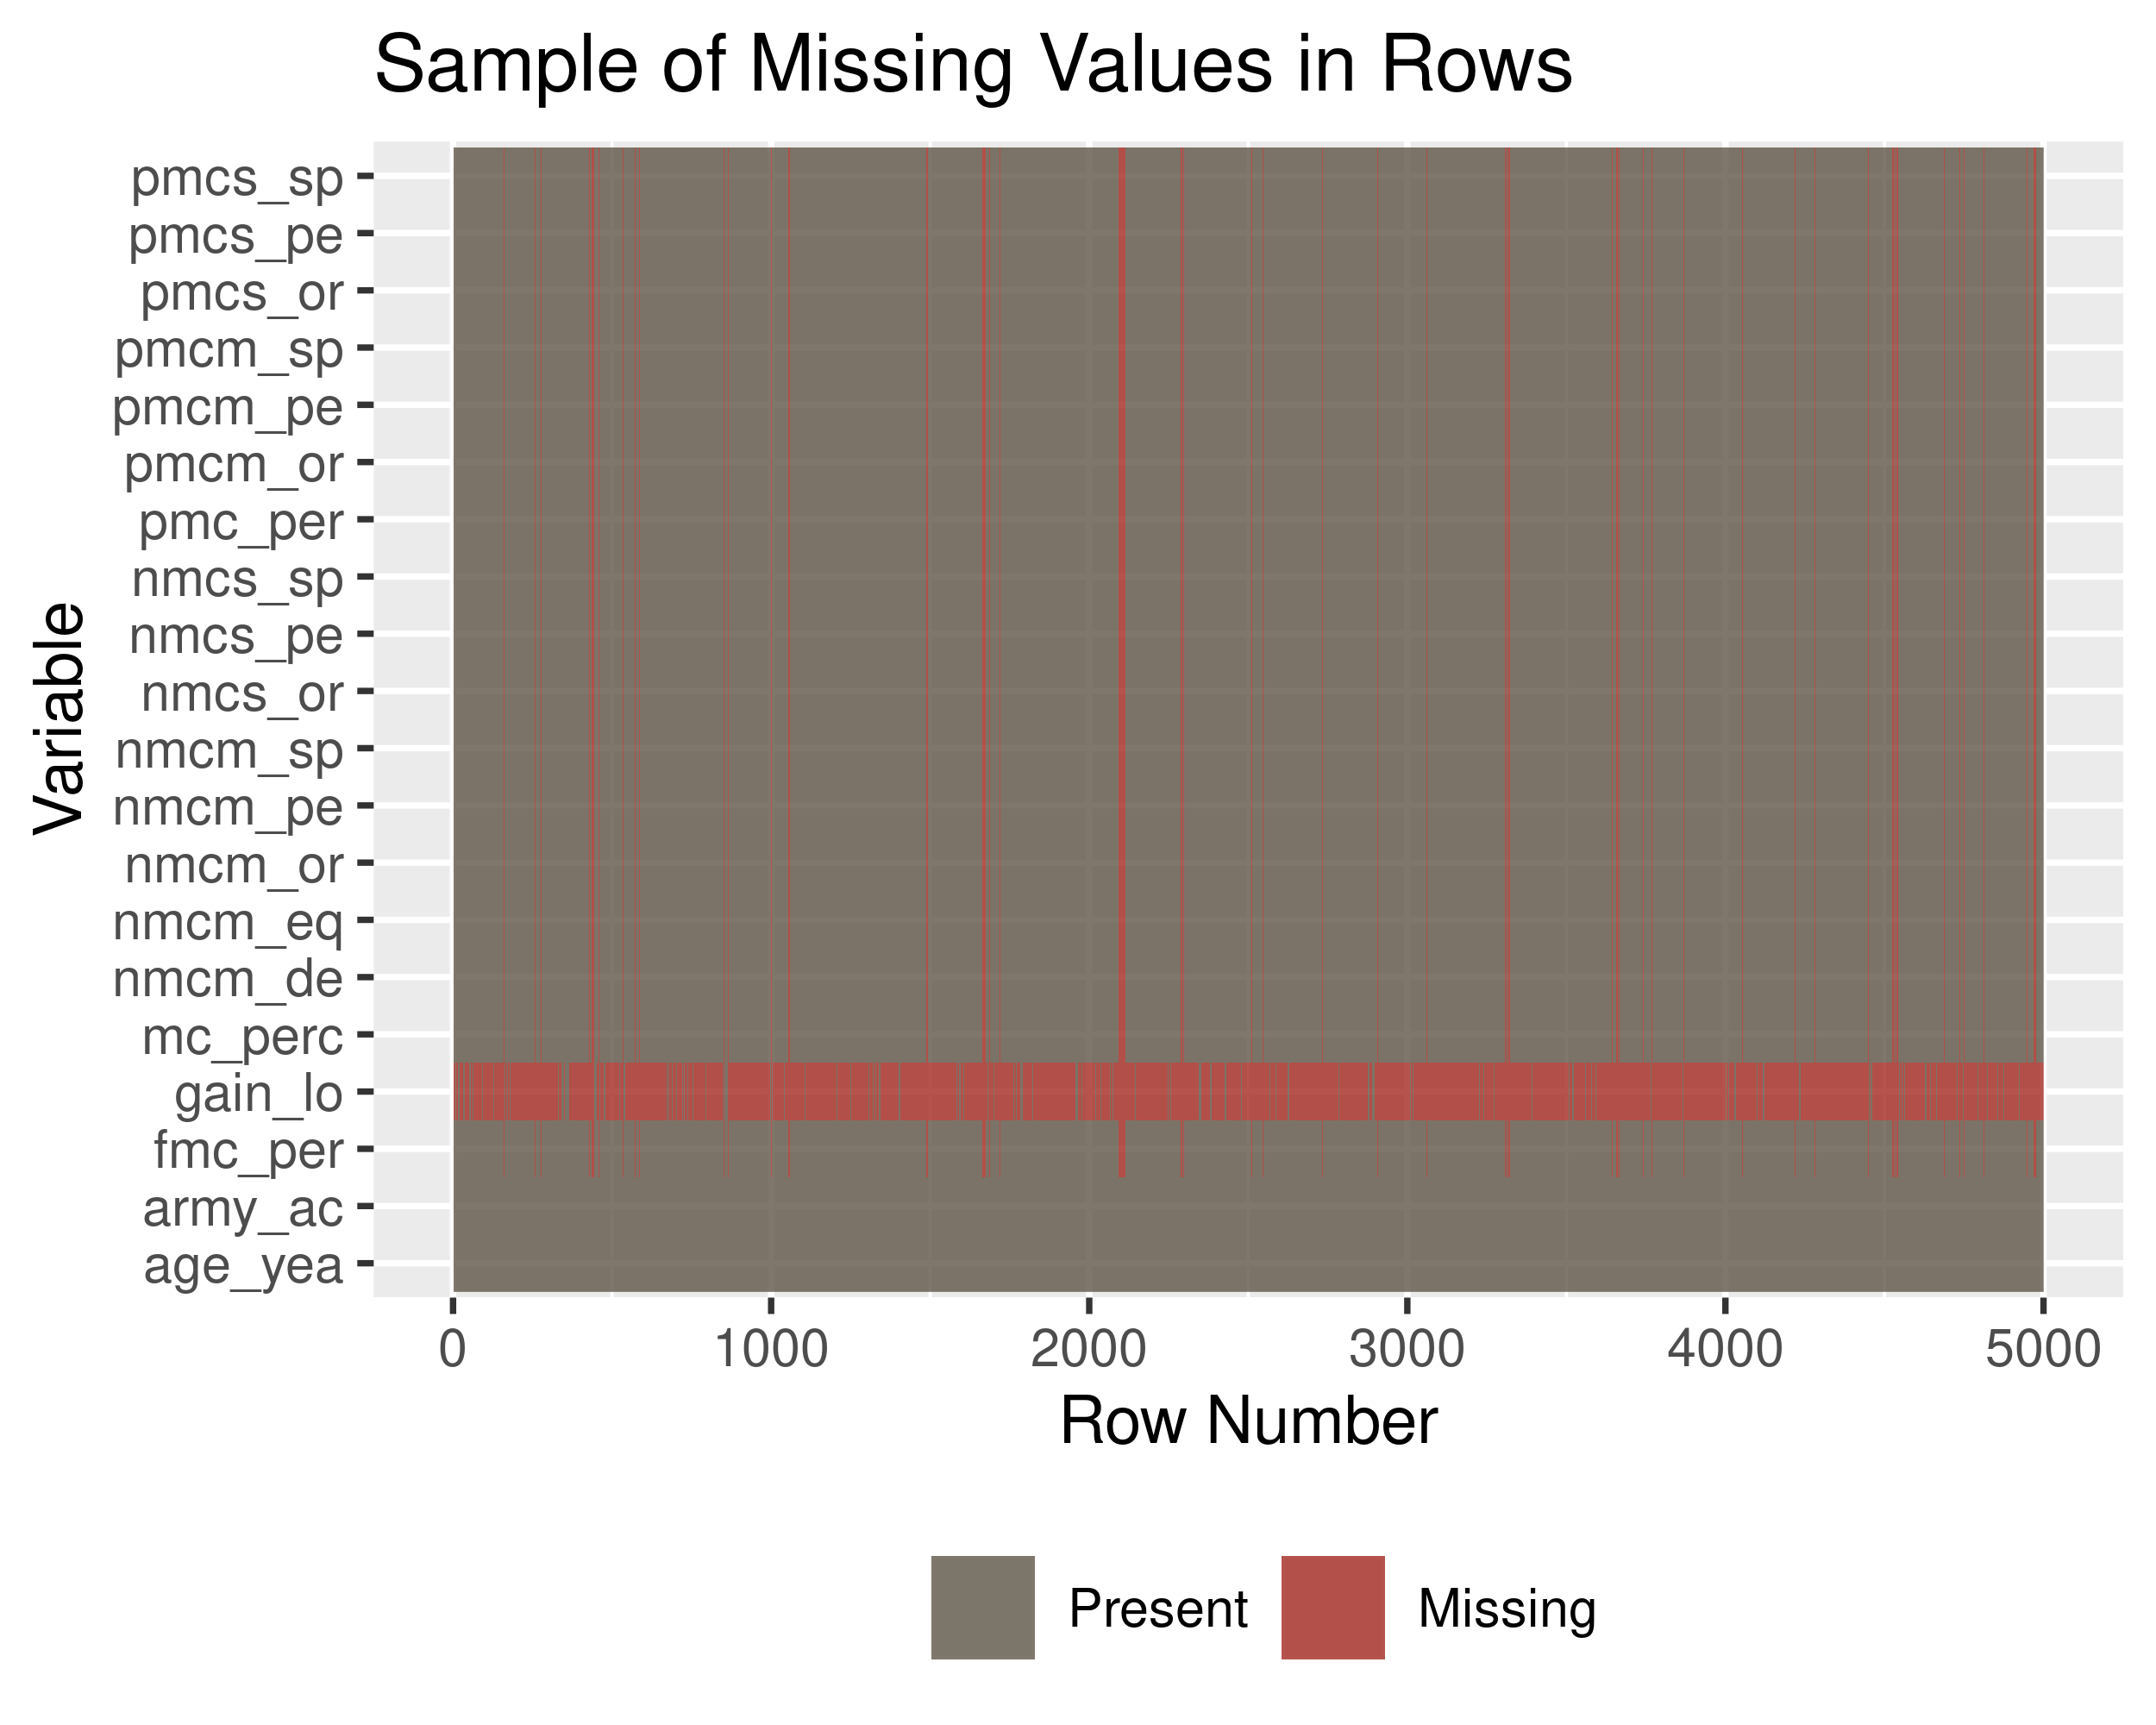 Sample of Missing Values in Rows
Variable
pmcs_sp
pmcs_pe
pmcs_or
pmcm_sp
pmcm_pe
pmcm_or
pmc_per
nmcs_sp
nmcs_pe
nmcs_or
nmcm_sp
nmcm_pe
nmcm_or
nmcm_eq
nmcm_de
mc_perc
gain_lo
fmc_per
army_ac
age_yea
0 1000 2000 3000 4000 5000
Row Number
Present Missing